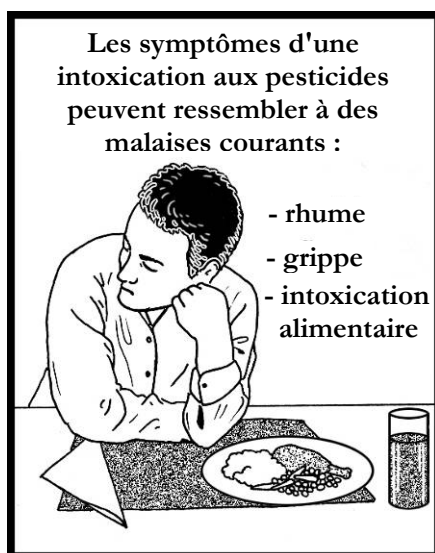 Les symptômes d'une
intoxication aux pesticides
peuvent ressembler à des
malaises courants :
- rhume
- grippe
- intoxication
alimentaire